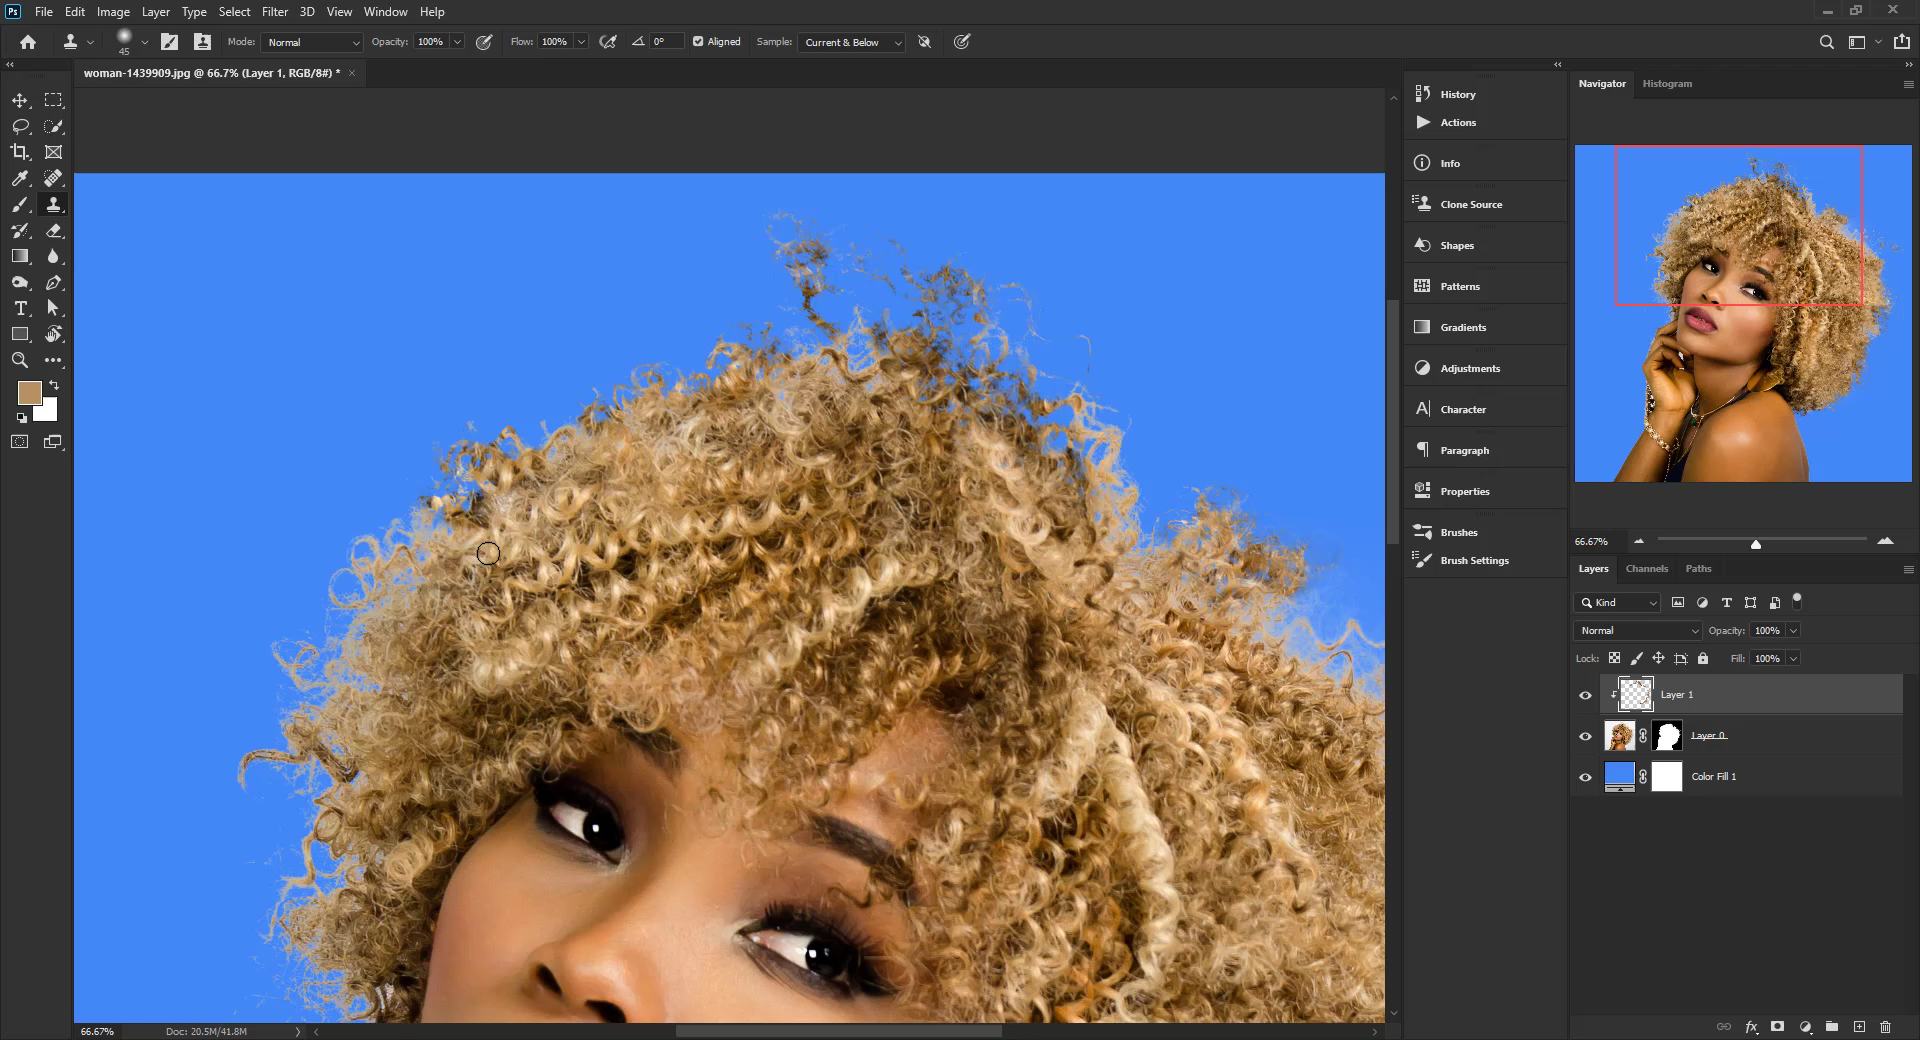 Ps File Edit Image Layer Type Select Filter 3D View Window Help
45 Mode: Normal Opacity: 100% Flow: 100% 0° Aligned Sample: Current & Below
woman-1439909.jpg @ 66.7% (Layer 1, RGB/8#) * ×
History
Actions
Info
Clone Source
Shapes
Patterns
Gradients
Adjustments
Character
Paragraph
Properties
Brushes
Brush Settings
Navigator Histogram
66.67%
Layers Channels Paths
Kind
Normal Opacity: 100%
Lock: Fill: 100%
Layer 1
Layer 0
Color Fill 1
fx
66.67% Doc: 20.5M/41.8M